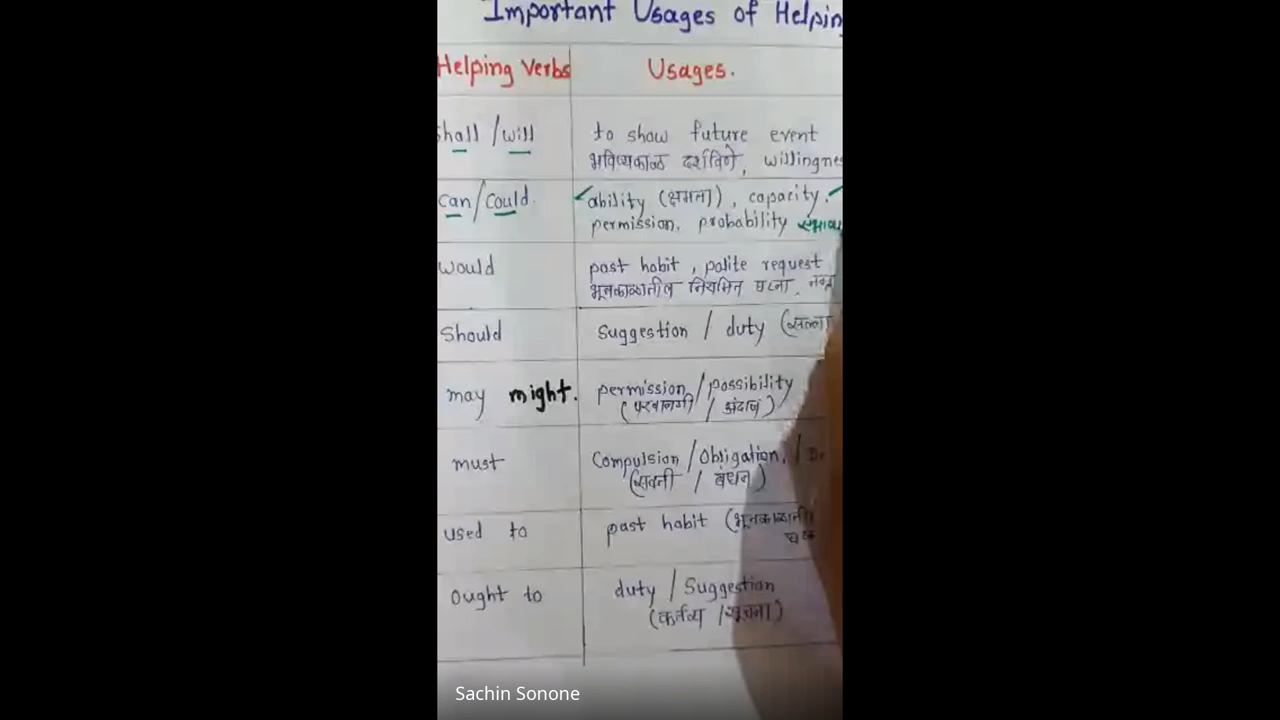 Important Usages of Helpin
Helping Verbs Usages.
shall / will to show future event
भविष्यकाळ दर्शविणे, willingne
can/could. ability (क्षमता), capacity.
permission, probability
would past habit, polite request
भूतकाळातील नियमित घटना,
Should Suggestion / duty (सल्ला
may might. permission / possibility
(परवानगी / अंदाज)
must Compulsion / Obligation, /
(सक्ती / बंधन)
used to past habit (भूतकाळातील
ought to duty / Suggestion
(कर्तव्य / सूचना)
Sachin Sonone